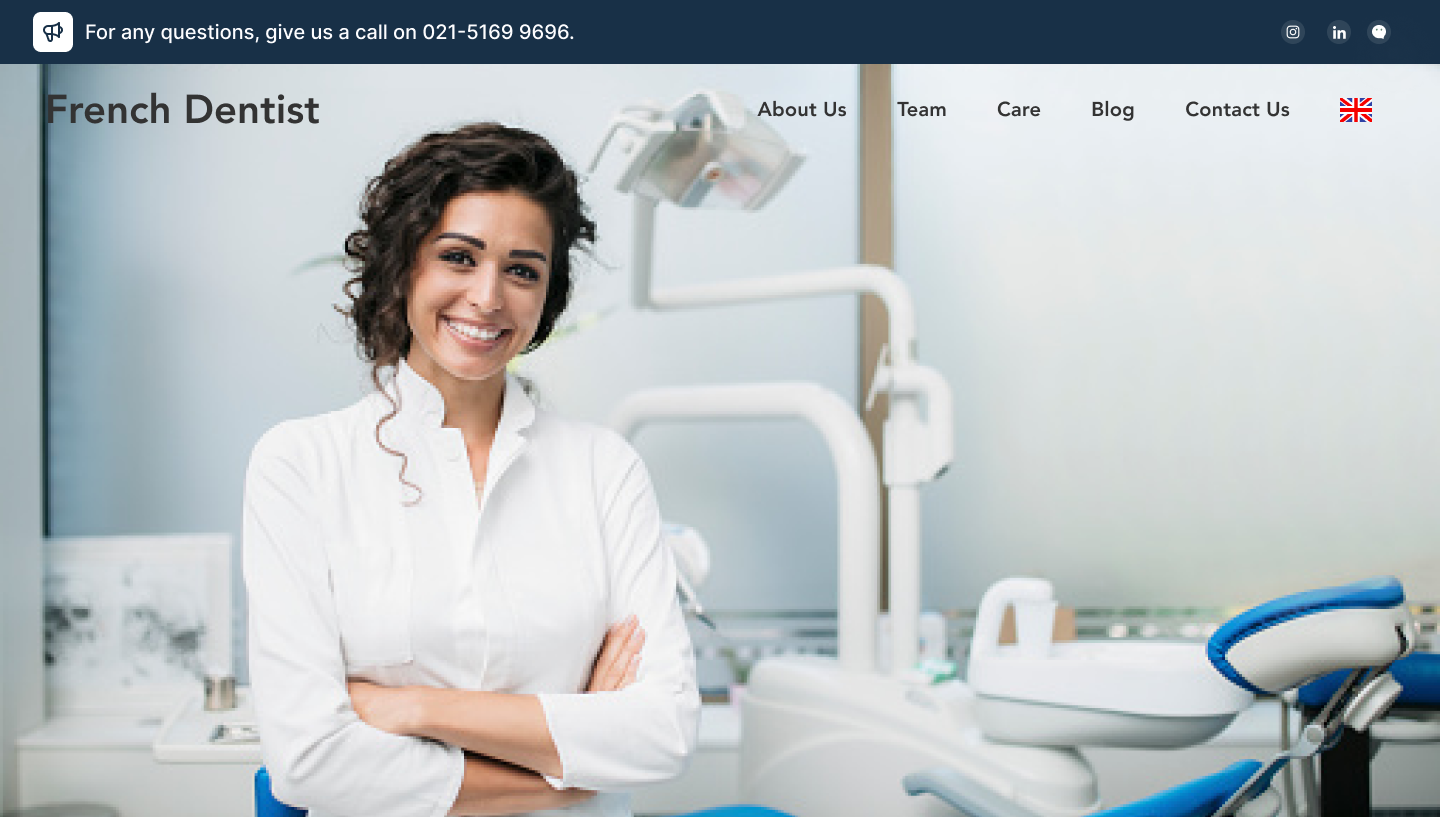 For any questions, give us a call on 021-5169 9696.
in
French Dentist
About Us
Team
Care
Blog
Contact Us